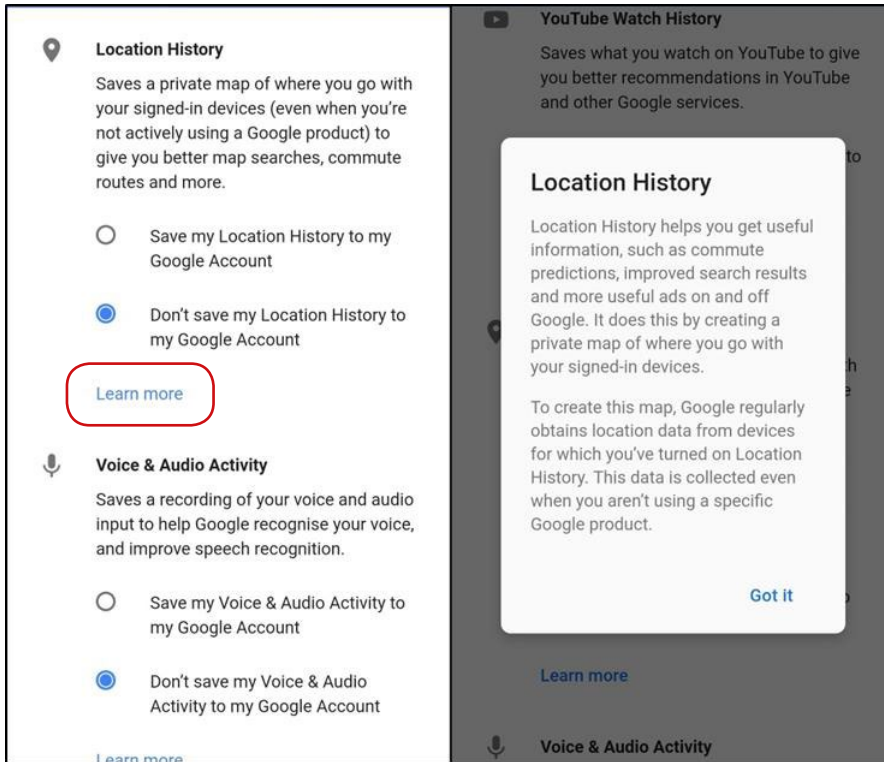 Location History
Saves a private map of where you go with
your signed-in devices (even when you're
not actively using a Google product) to
give you better map searches, commute
routes and more.
Save my Location History to my
Google Account
Don't save my Location History to
my Google Account
Learn more
Voice & Audio Activity
Saves a recording of your voice and audio
input to help Google recognise your voice,
and improve speech recognition.
Save my Voice & Audio Activity to
my Google Account
Don't save my Voice & Audio
Activity to my Google Account
Learn more
YouTube Watch History
Saves what you watch on YouTube to give
you better recommendations in YouTube
and other Google services.
to
Location History
Location History helps you get useful
information, such as commute
predictions, improved search results
and more useful ads on and off
Google. It does this by creating a
private map of where you go with
your signed-in devices.
To create this map, Google regularly
obtains location data from devices
for which you've turned on Location
History. This data is collected even
when you aren't using a specific
Google product.
Got it
Learn more
Voice & Audio Activity